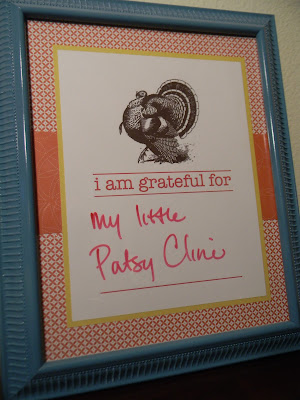 i am grateful for
my little
Patsy Cline